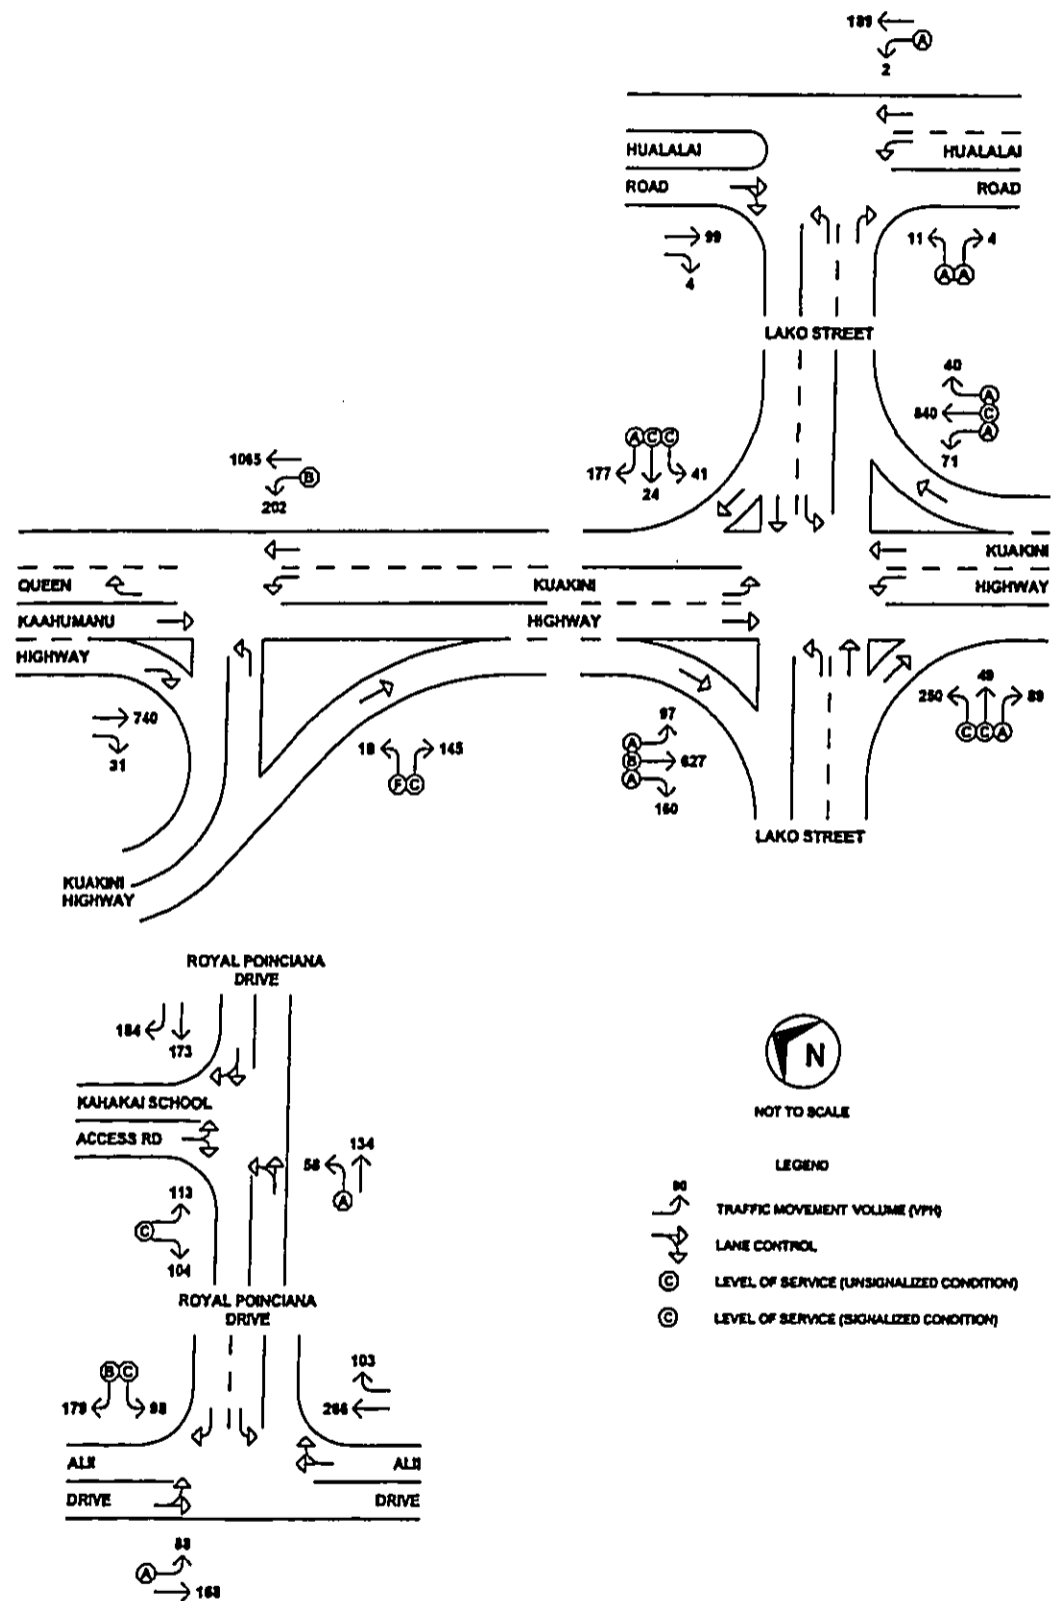 189
A
2
HUALALAI
HUALALAI
ROAD
ROAD
99
4
11
4
A A
LAKO STREET
40
A
840
C
A
71
A C C
177
41
24
1065
B
202
QUEEN
KUAKINI
KUAKINI
KAAHUMANU
HIGHWAY
HIGHWAY
HIGHWAY
740
31
18
145
F C
97
A
B
627
A
160
49
250
89
C C A
LAKO STREET
KUAKINI
HIGHWAY
ROYAL POINCIANA
DRIVE
184
173
KAHAKAI SCHOOL
ACCESS RD
134
58
A
113
C
104
ROYAL POINCIANA
DRIVE
B C
179
98
103
266
ALII
ALII
DRIVE
DRIVE
A
168
N
NOT TO SCALE
LEGEND
TRAFFIC MOVEMENT VOLUME (VPH)
LANE CONTROL
C
LEVEL OF SERVICE (UNSIGNALIZED CONDITION)
C
LEVEL OF SERVICE (SIGNALIZED CONDITION)